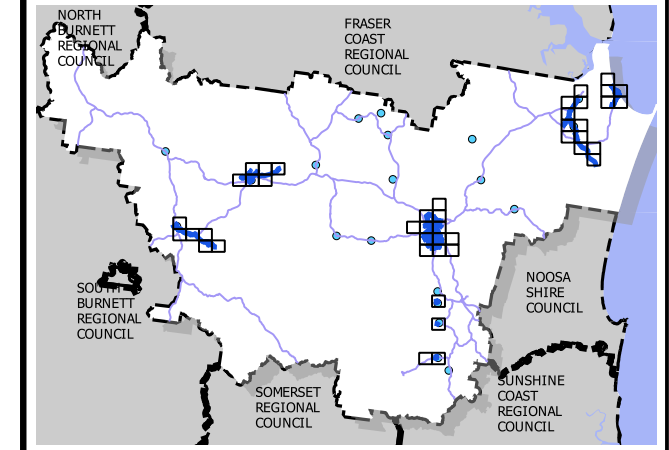 NORTH
BURNETT
REGIONAL
COUNCIL
FRASER
COAST
REGIONAL
COUNCIL
SOUTH
BURNETT
REGIONAL
COUNCIL
NOOSA
SHIRE
COUNCIL
SOMERSET
REGIONAL
COUNCIL
SUNSHINE
COAST
REGIONAL
COUNCIL